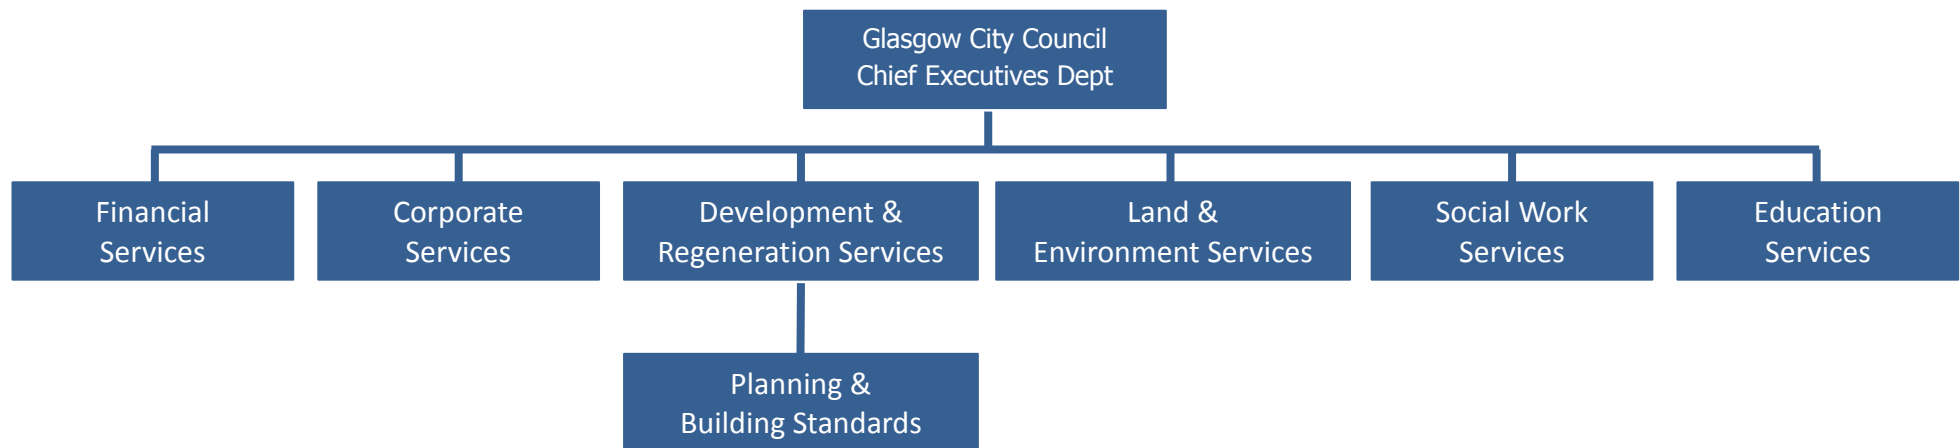 Glasgow City Council
Chief Executives Dept
Financial
Services
Corporate
Services
Development &
Regeneration Services
Land &
Environment Services
Social Work
Services
Education
Services
Planning &
Building Standards